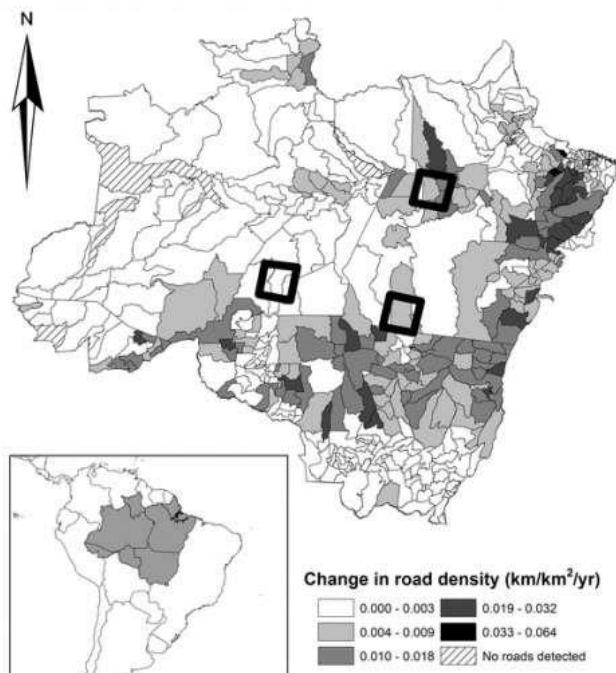 N
Change in road density (km/km²/yr)
0.000 - 0.003
0.004 - 0.009
0.010 - 0.018
0.019 - 0.032
0.033 - 0.064
No roads detected